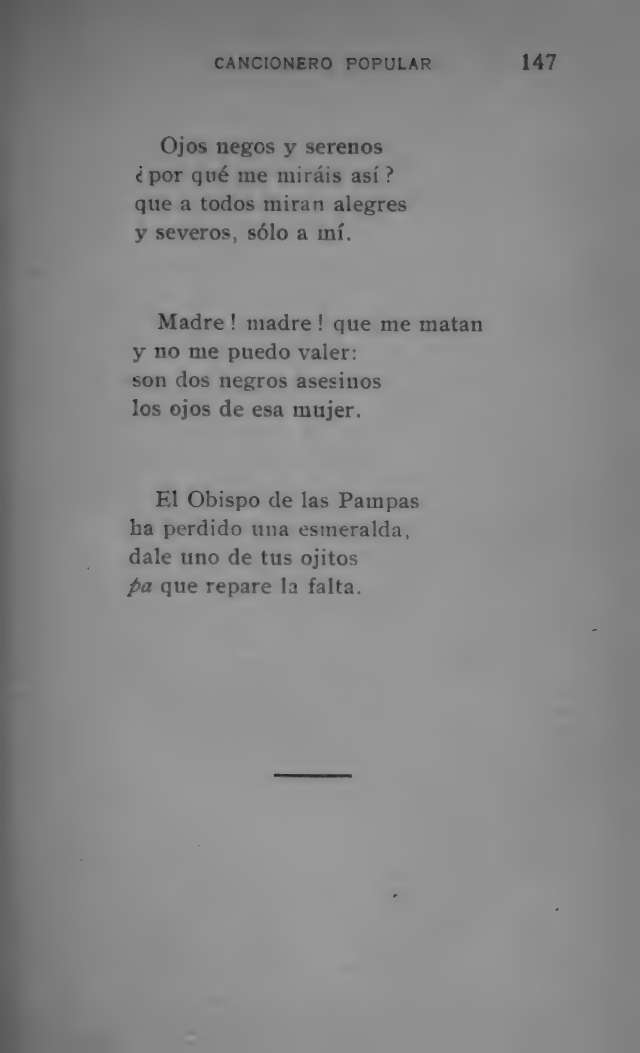 CANCIONERO POPULAR 147
Ojos negos y serenos
¿por qué me miráis así?
que a todos miran alegres
y severos, sólo a mí.
Madre! madre! que me matan
y no me puedo valer:
son dos negros asesinos
los ojos de esa mujer.
El Obispo de las Pampas
ha perdido una esmeralda,
dale uno de tus ojitos
pa que repare la falta.